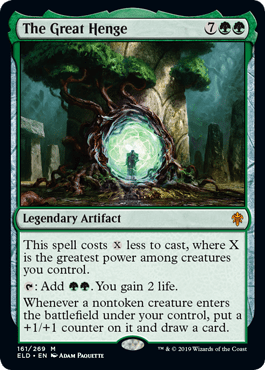 The Great Henge 7
Legendary Artifact
This spell costs X less to cast, where X
is the greatest power among creatures
you control.
: Add . You gain 2 life.
Whenever a nontoken creature enters
the battlefield under your control, put a
+1/+1 counter on it and draw a card.
161/269 M
ELD • EN Adam Paquette
™ & © 2019 Wizards of the Coast